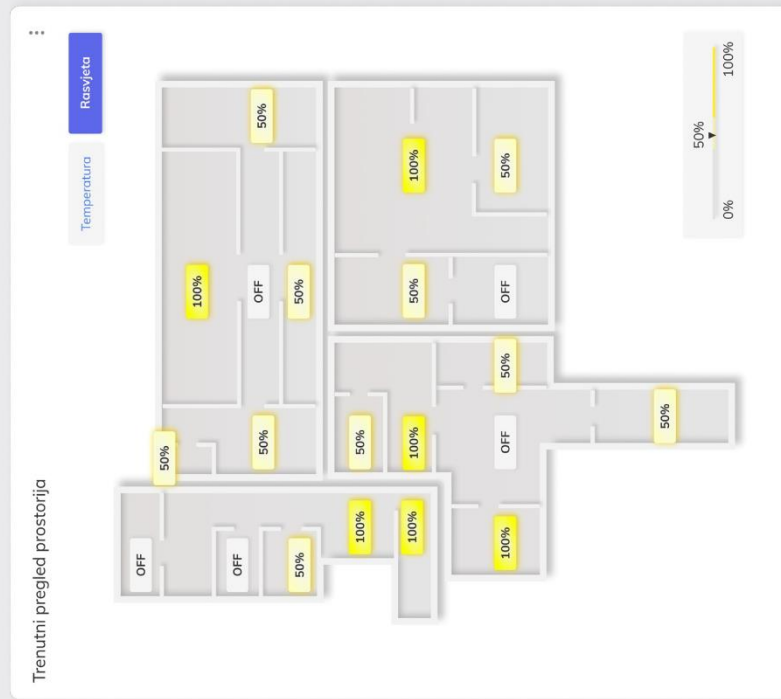 Trenutni pregled prostorija
Temperatura Rasvjeta
OFF
50%
100%
OFF
50% OFF 50%
50% 50%
100% 50%
100% 100% 50% 100%
100% OFF 50% OFF 50%
50%
50%
0% 100%